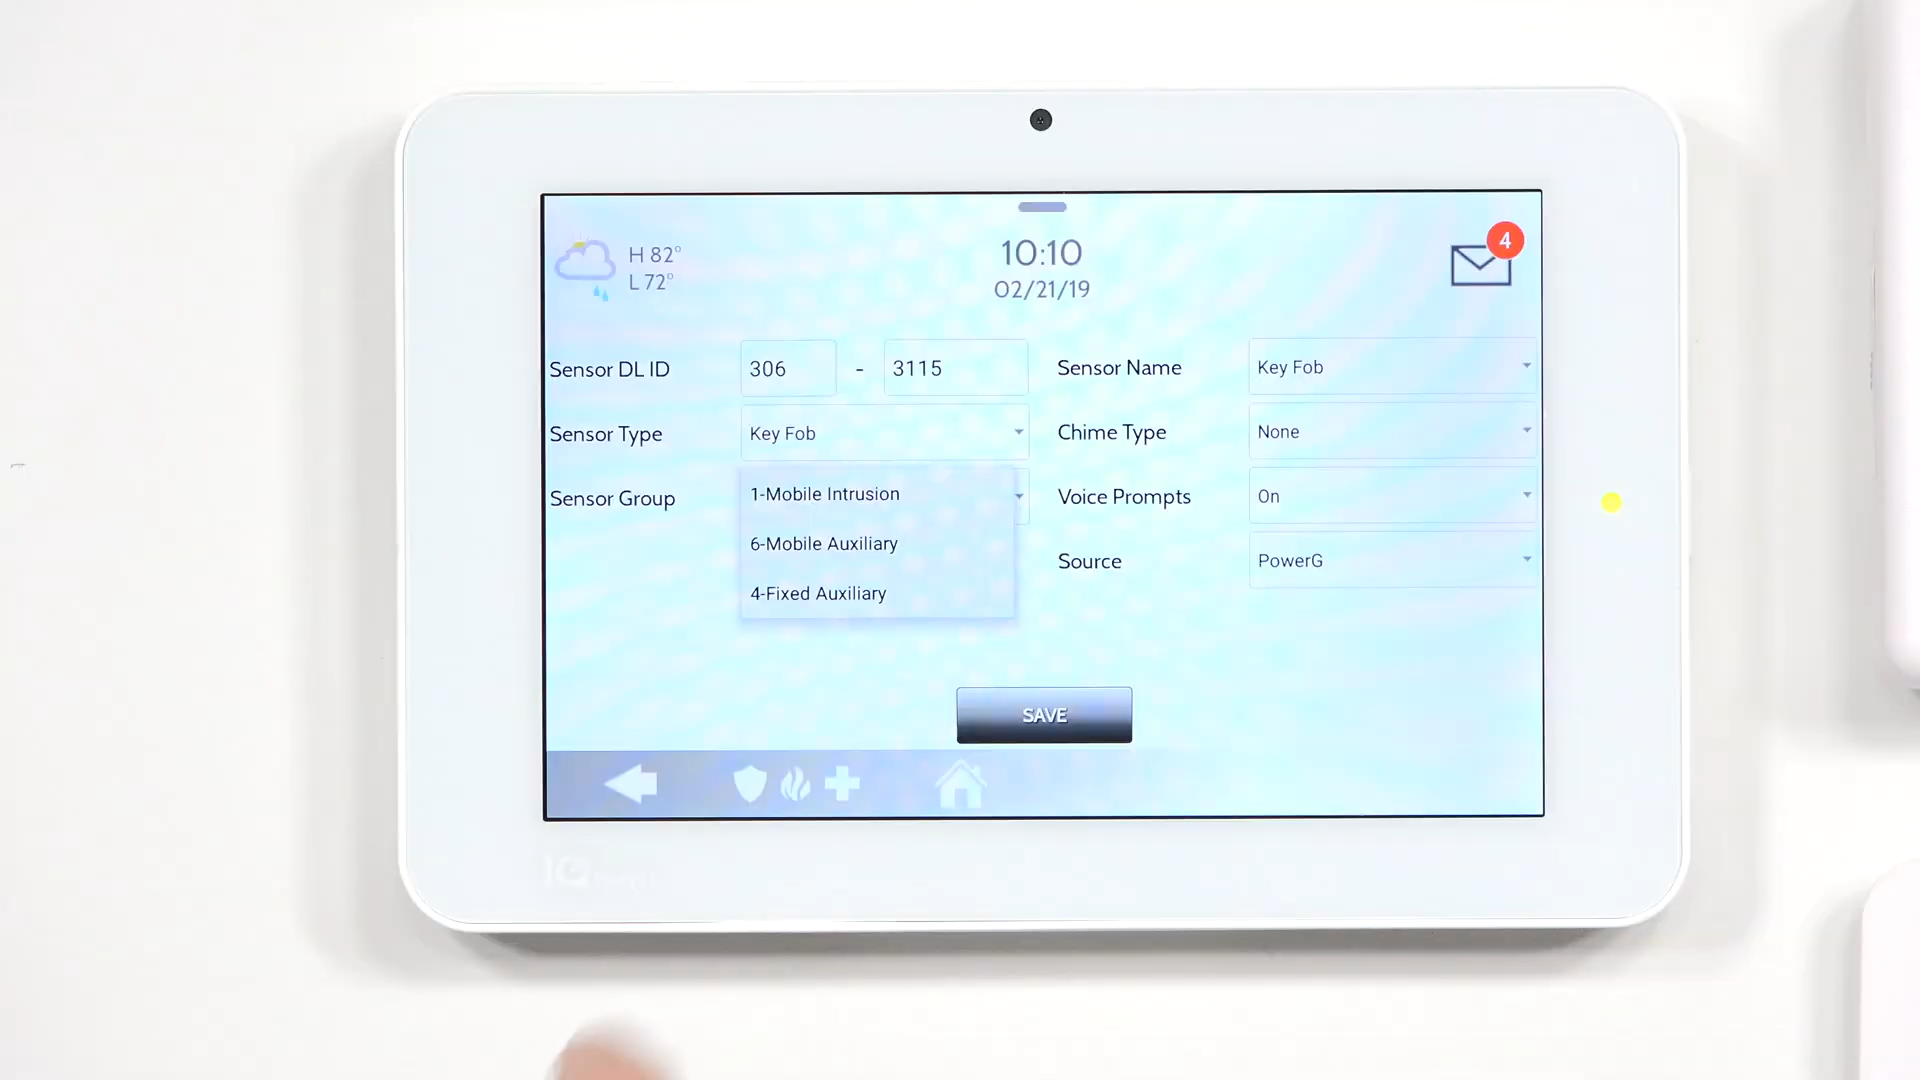 H 82°
L 72°
10:10
02/21/19
4
Sensor DL ID
306 - 3115
Sensor Name
Key Fob
Sensor Type
Key Fob
Chime Type
None
Sensor Group
1-Mobile Intrusion
6-Mobile Auxiliary
4-Fixed Auxiliary
Voice Prompts
On
Source
PowerG
SAVE
IQ